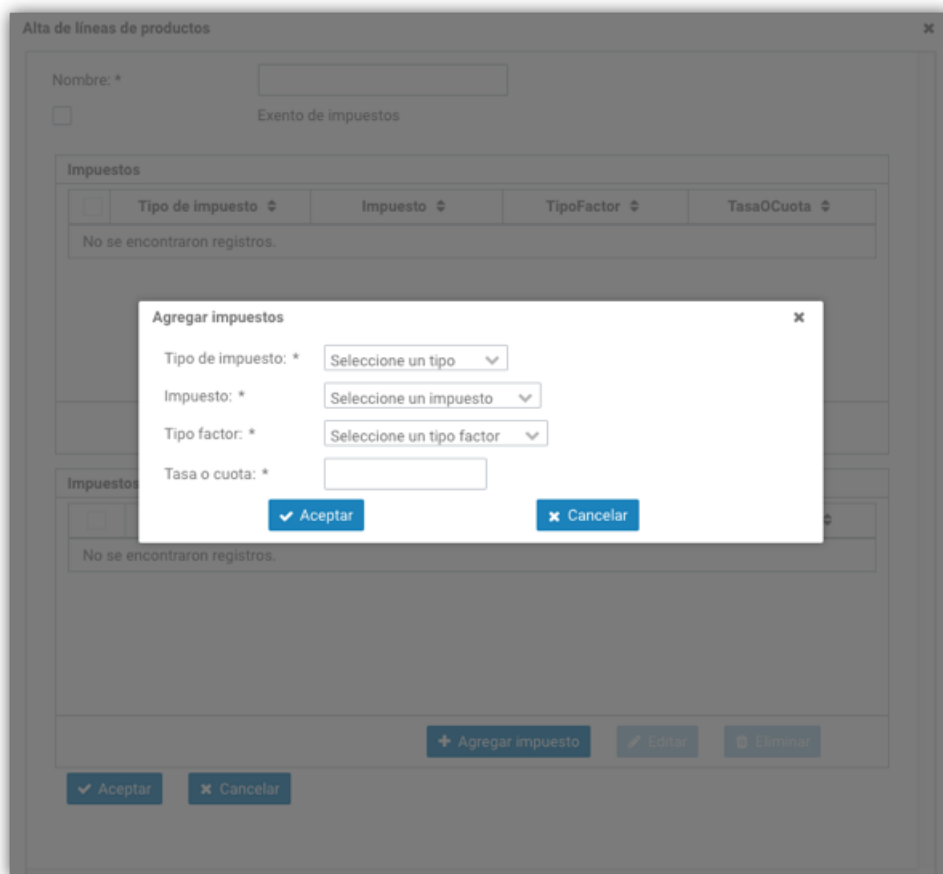 Alta de líneas de productos
Nombre: *
Exento de impuestos
Impuestos
Tipo de impuesto Impuesto TipoFactor TasaOCuota
No se encontraron registros.
Agregar impuestos
Tipo de impuesto: * Seleccione un tipo
Impuesto: * Seleccione un impuesto
Tipo factor: * Seleccione un tipo factor
Tasa o cuota: *
Aceptar Cancelar
Impuestos
No se encontraron registros.
Agregar impuesto Editar Eliminar
Aceptar Cancelar